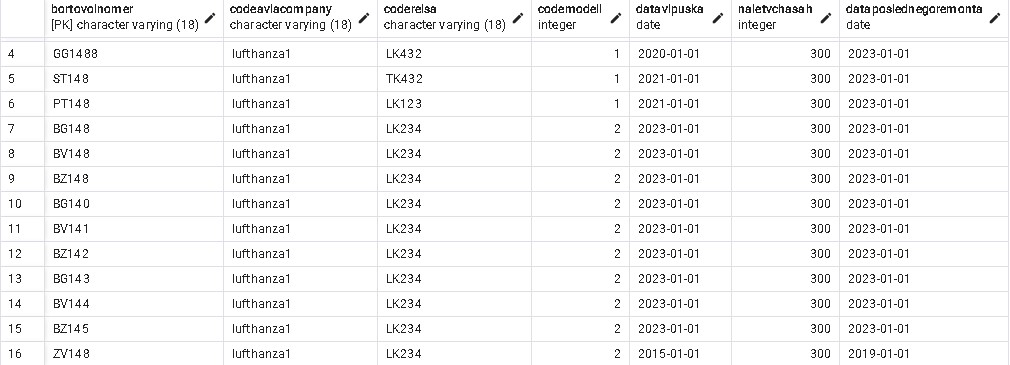 bortovoinomer codeaviacompany codereisa codemodeli datavipuska naletvchasah dataposlednegoremonta
[PK] character varying (18) character varying (18) character varying (18) integer date integer date
4 GG1488 lufthanza1 LK432 1 2020-01-01 300 2023-01-01
5 ST148 lufthanza1 TK432 1 2021-01-01 300 2023-01-01
6 PT148 lufthanza1 LK123 1 2021-01-01 300 2023-01-01
7 BG148 lufthanza1 LK234 2 2023-01-01 300 2023-01-01
8 BV148 lufthanza1 LK234 2 2023-01-01 300 2023-01-01
9 BZ148 lufthanza1 LK234 2 2023-01-01 300 2023-01-01
10 BG140 lufthanza1 LK234 2 2023-01-01 300 2023-01-01
11 BV141 lufthanza1 LK234 2 2023-01-01 300 2023-01-01
12 BZ142 lufthanza1 LK234 2 2023-01-01 300 2023-01-01
13 BG143 lufthanza1 LK234 2 2023-01-01 300 2023-01-01
14 BV144 lufthanza1 LK234 2 2023-01-01 300 2023-01-01
15 BZ145 lufthanza1 LK234 2 2023-01-01 300 2023-01-01
16 ZV148 lufthanza1 LK234 2 2015-01-01 300 2019-01-01